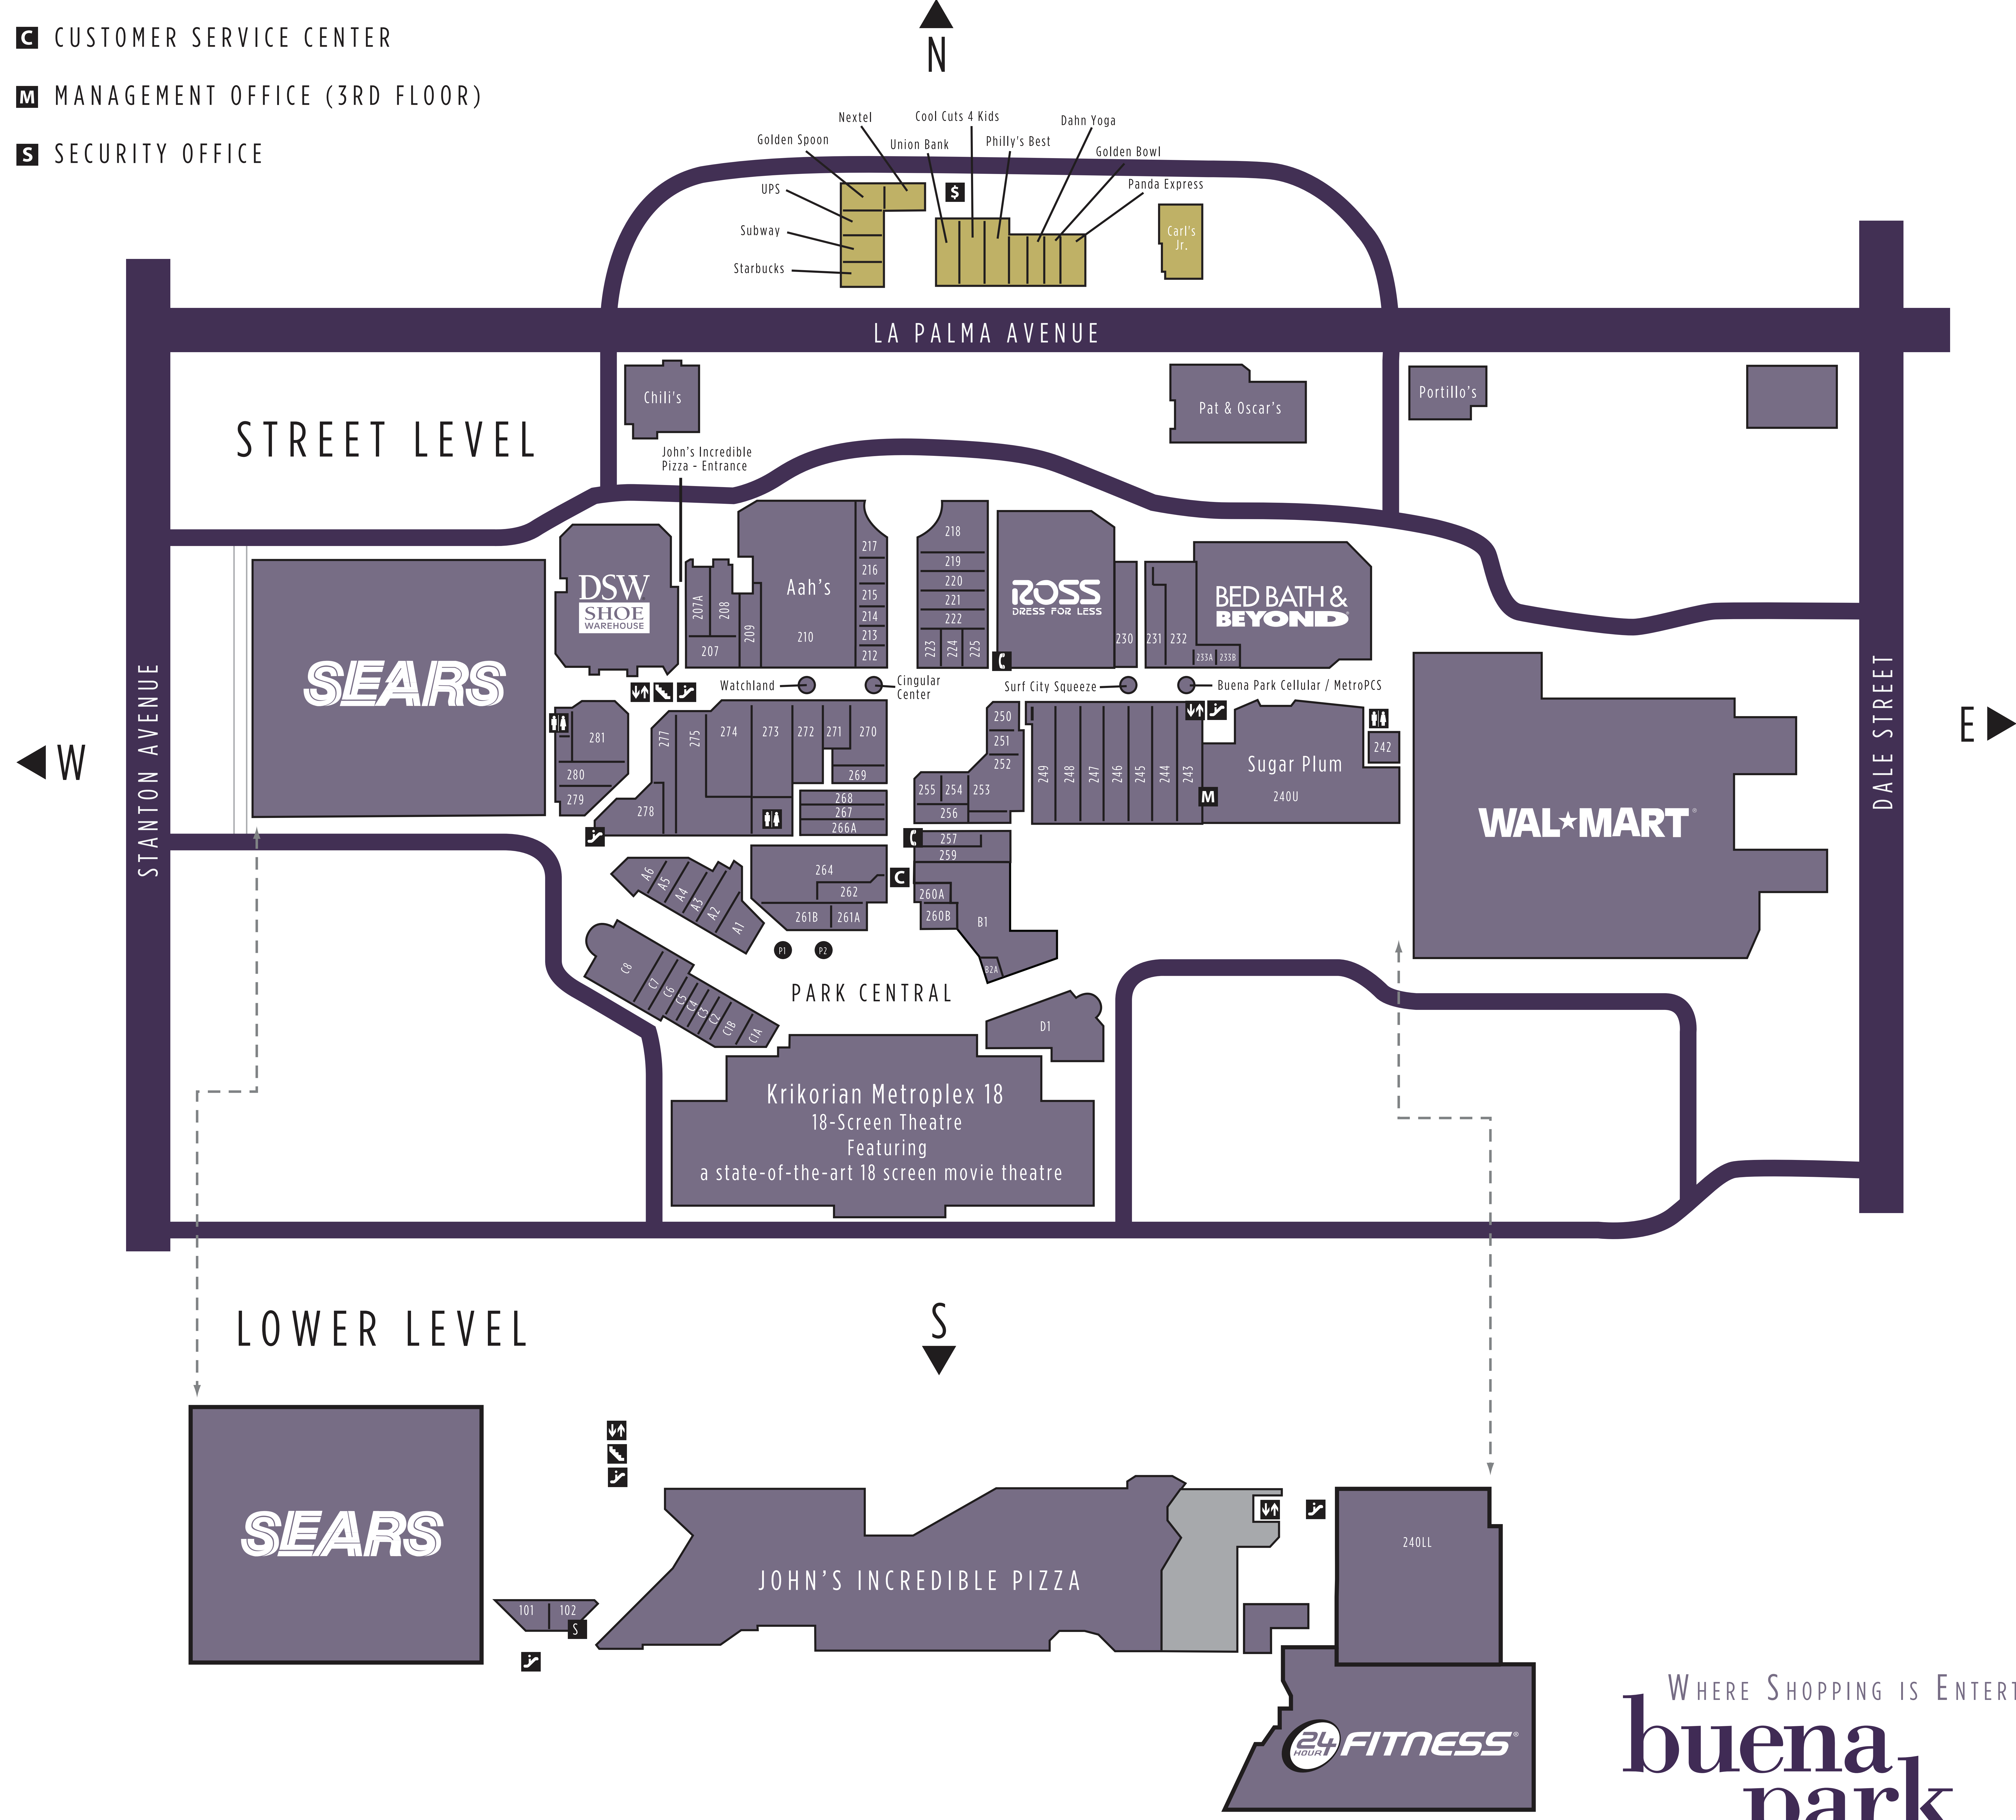 C CUSTOMER SERVICE CENTER
M MANAGEMENT OFFICE (3RD FLOOR)
S SECURITY OFFICE
N
Nextel
Cool Cuts 4 Kids
Dahn Yoga
Golden Spoon
Union Bank
Philly's Best
Golden Bowl
UPS
$
Panda Express
Subway
Carl's
Jr.
Starbucks
LA PALMA AVENUE
STREET LEVEL
Chili's
Pat & Oscar's
Portillo's
John's Incredible
Pizza - Entrance
STANTON AVENUE
DALE STREET
W
E
SEARS
DSW
SHOE
WAREHOUSE
207A
208
209
207
Aah's
210
217
216
215
214
213
212
218
219
220
221
222
223
224
225
ROSS
DRESS FOR LESS
230
231
232
233A
233B
BED BATH &
BEYOND
Watchland
Cingular
Center
Surf City Squeeze
Buena Park Cellular / MetroPCS
281
280
279
277
275
274
273
272
271
270
269
278
268
267
266A
250
251
252
255
254
253
256
249
248
247
246
245
244
243
M
Sugar Plum
240U
242
WAL★MART®
257
259
260A
260B
B1
B2A
C
264
262
261B
261A
A6
A5
A4
A3
A2
A1
P1
P2
C8
C7
C6
C5
C4
C3
C2
C1B
C1A
PARK CENTRAL
D1
Krikorian Metroplex 18
18-Screen Theatre
Featuring
a state-of-the-art 18 screen movie theatre
LOWER LEVEL
S
SEARS
101
102
S
JOHN'S INCREDIBLE PIZZA
240LL
24
HOUR
FITNESS®
WHERE SHOPPING IS ENTERT
buena
park